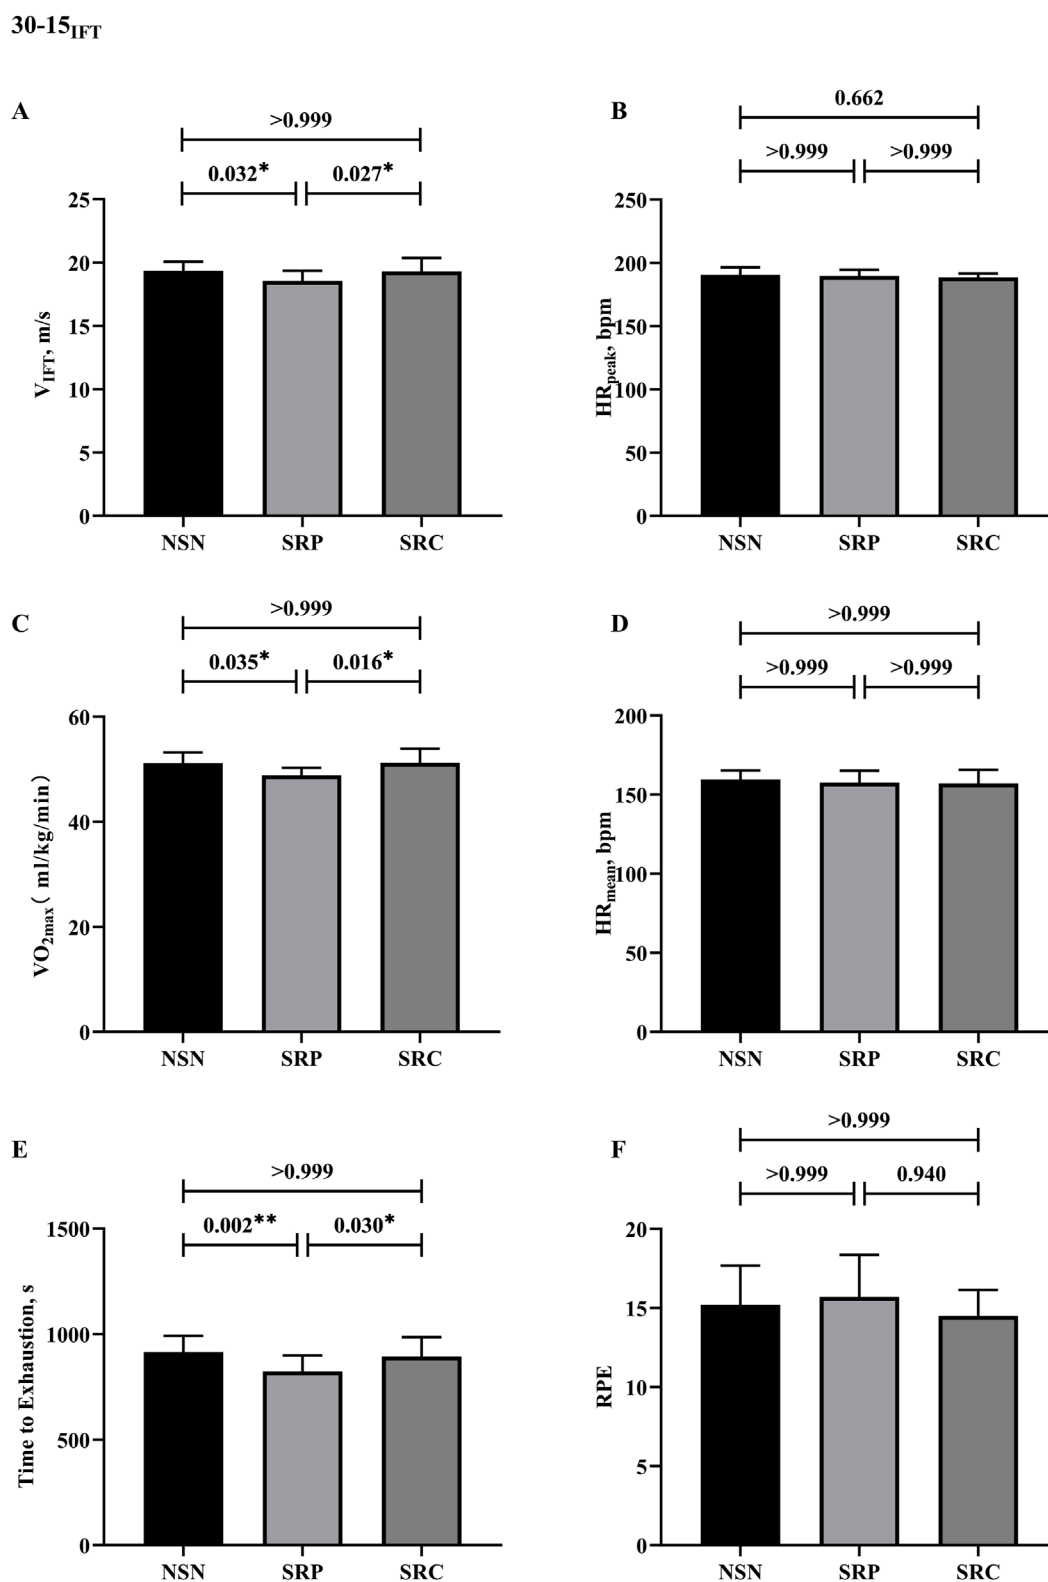 30-15IFT
A
>0.999
0.032*
0.027*
25
20
15
10
5
0
VIFT, m/s
NSN
SRP
SRC
B
0.662
>0.999
>0.999
250
200
150
100
50
0
HRpeak, bpm
NSN
SRP
SRC
C
>0.999
0.035*
0.016*
60
40
20
0
VO2max( ml/kg/min)
NSN
SRP
SRC
D
>0.999
>0.999
>0.999
200
150
100
50
0
HRmean, bpm
NSN
SRP
SRC
E
>0.999
0.002**
0.030*
1500
1000
500
0
Time to Exhaustion, s
NSN
SRP
SRC
F
>0.999
>0.999
0.940
20
15
10
5
0
RPE
NSN
SRP
SRC